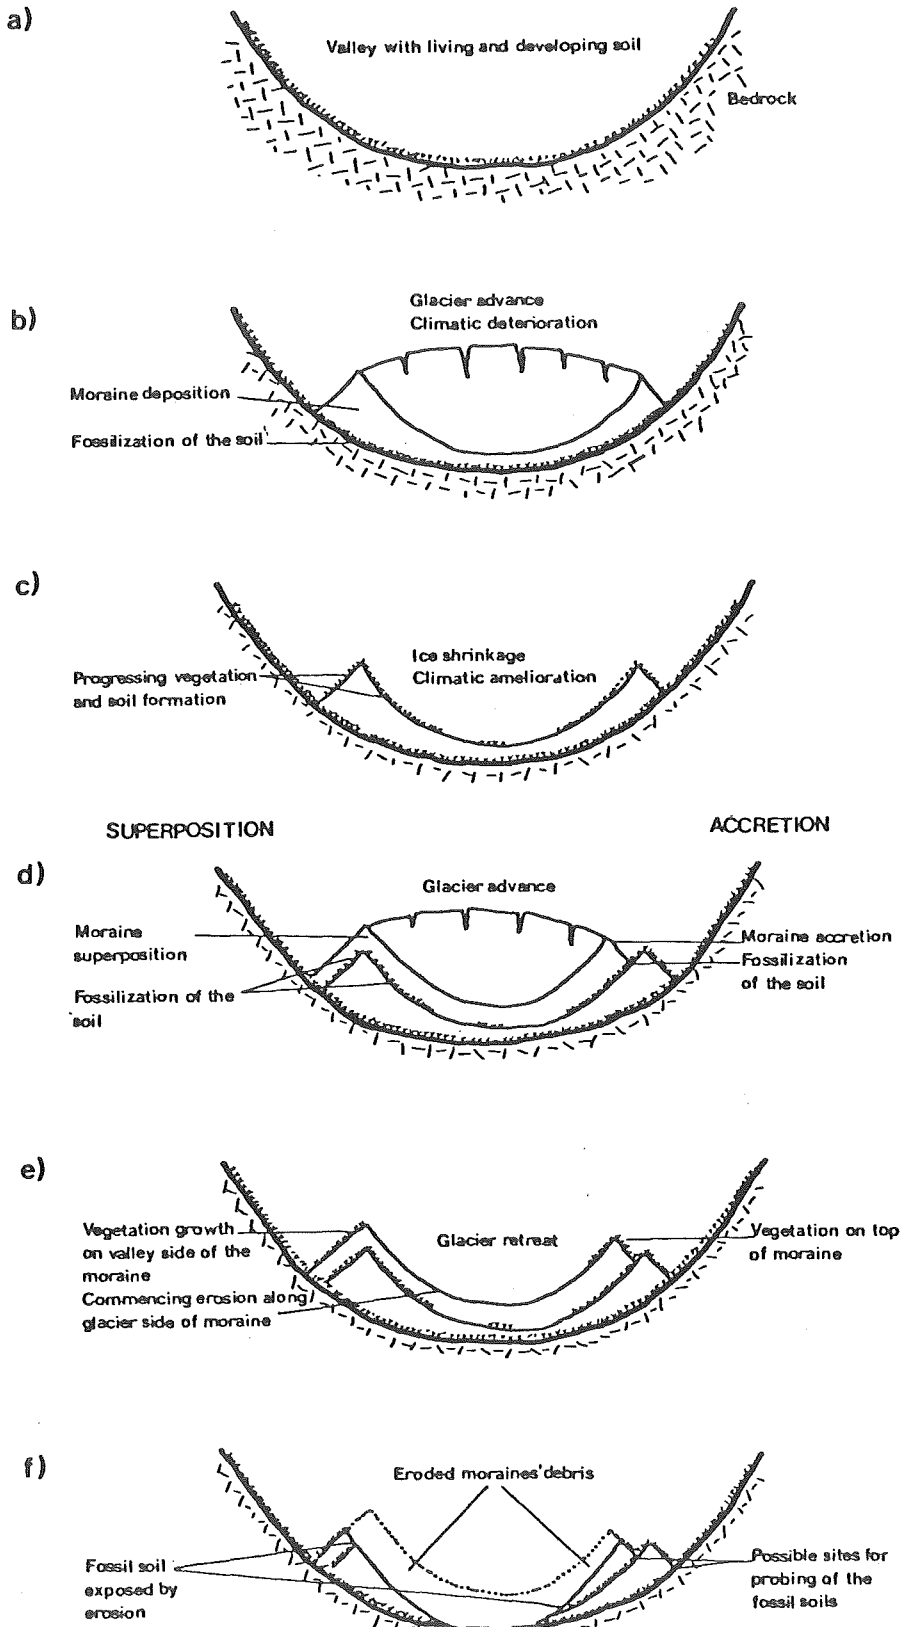 a)
Valley with living and developing soil
Bedrock
b)
Glacier advance
Climatic deterioration
Moraine deposition
Fossilization of the soil
c)
Ice shrinkage
Climatic amelioration
Progressing vegetation
and soil formation
SUPERPOSITION
ACCRETION
d)
Glacier advance
Moraine
superposition
Fossilization of the
soil
Moraine accretion
Fossilization
of the soil
e)
Vegetation growth
on valley side of the
moraine
Commencing erosion along
glacier side of moraine
Glacier retreat
Vegetation on top
of moraine
f)
Eroded moraines' debris
Fossil soil
exposed by
erosion
Possible sites for
probing of the
fossil soils